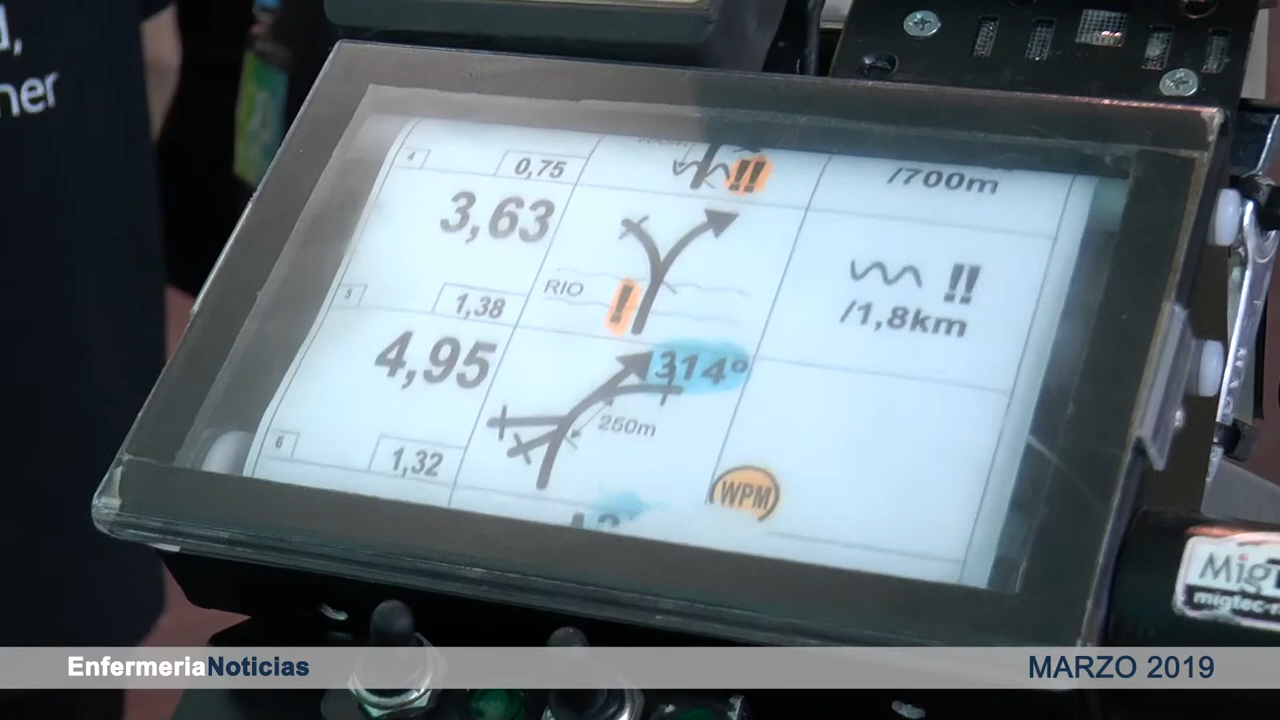 ner
4
0,75
!!
/700m
3,63
RIO
!
!!
/1,8km
5
1,38
4,95
314º
250m
6
1,32
WPM
Mig
migtec-
EnfermeriaNoticias
MARZO 2019